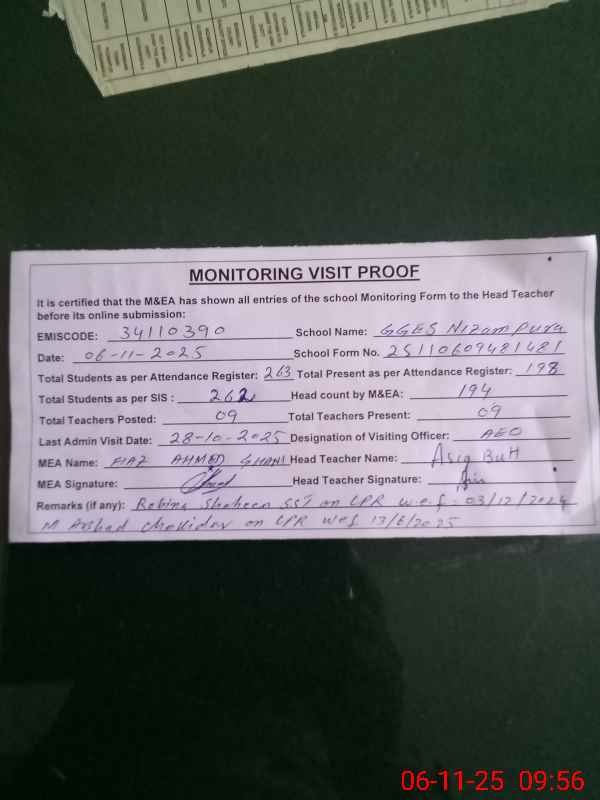 MONITORING VISIT PROOF
It is certified that the M&EA has shown all entries of the school Monitoring Form to the Head Teacher
before its online submission:
EMISCODE: 34110390 School Name: GGES Nizampura
Date: 06-11-2025 School Form No. 25110609481481
Total Students as per Attendance Register: 263 Total Present as per Attendance Register: 198
Total Students as per SIS : 262 Head count by M&EA: 194
Total Teachers Posted: 09 Total Teachers Present: 09
Last Admin Visit Date: 28-10-2025 Designation of Visiting Officer: AEO
MEA Name: FIAZ AHMED GHANI Head Teacher Name: Butt
MEA Signature: Head Teacher Signature:
Remarks (if any): Robina Shaheen SST on LPR w.e.f: 03/12/2024
M Arshad Chokidar on LPR wef 13/6/2025
06-11-25 09:56